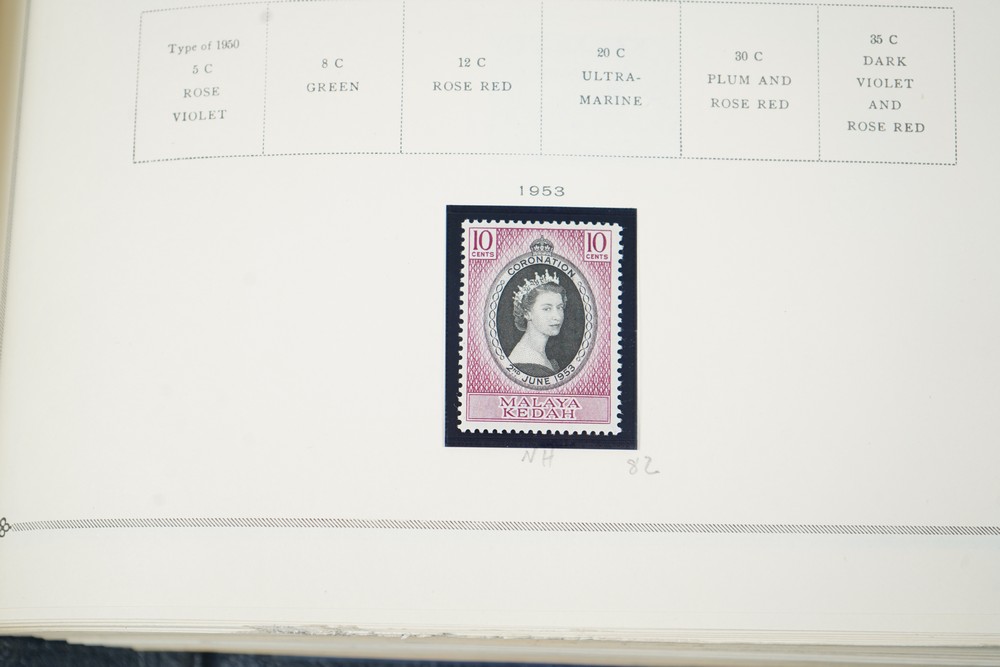 Type of 1950
5 C
ROSE
VIOLET
8 C
GREEN
12 C
ROSE RED
20 C
ULTRA-
MARINE
30 C
PLUM AND
ROSE RED
35 C
DARK
VIOLET
AND
ROSE RED
1953
10 10
CENTS CENTS
CORONATION
2ND JUNE 1953
MALAYA
KEDAH
NH 82